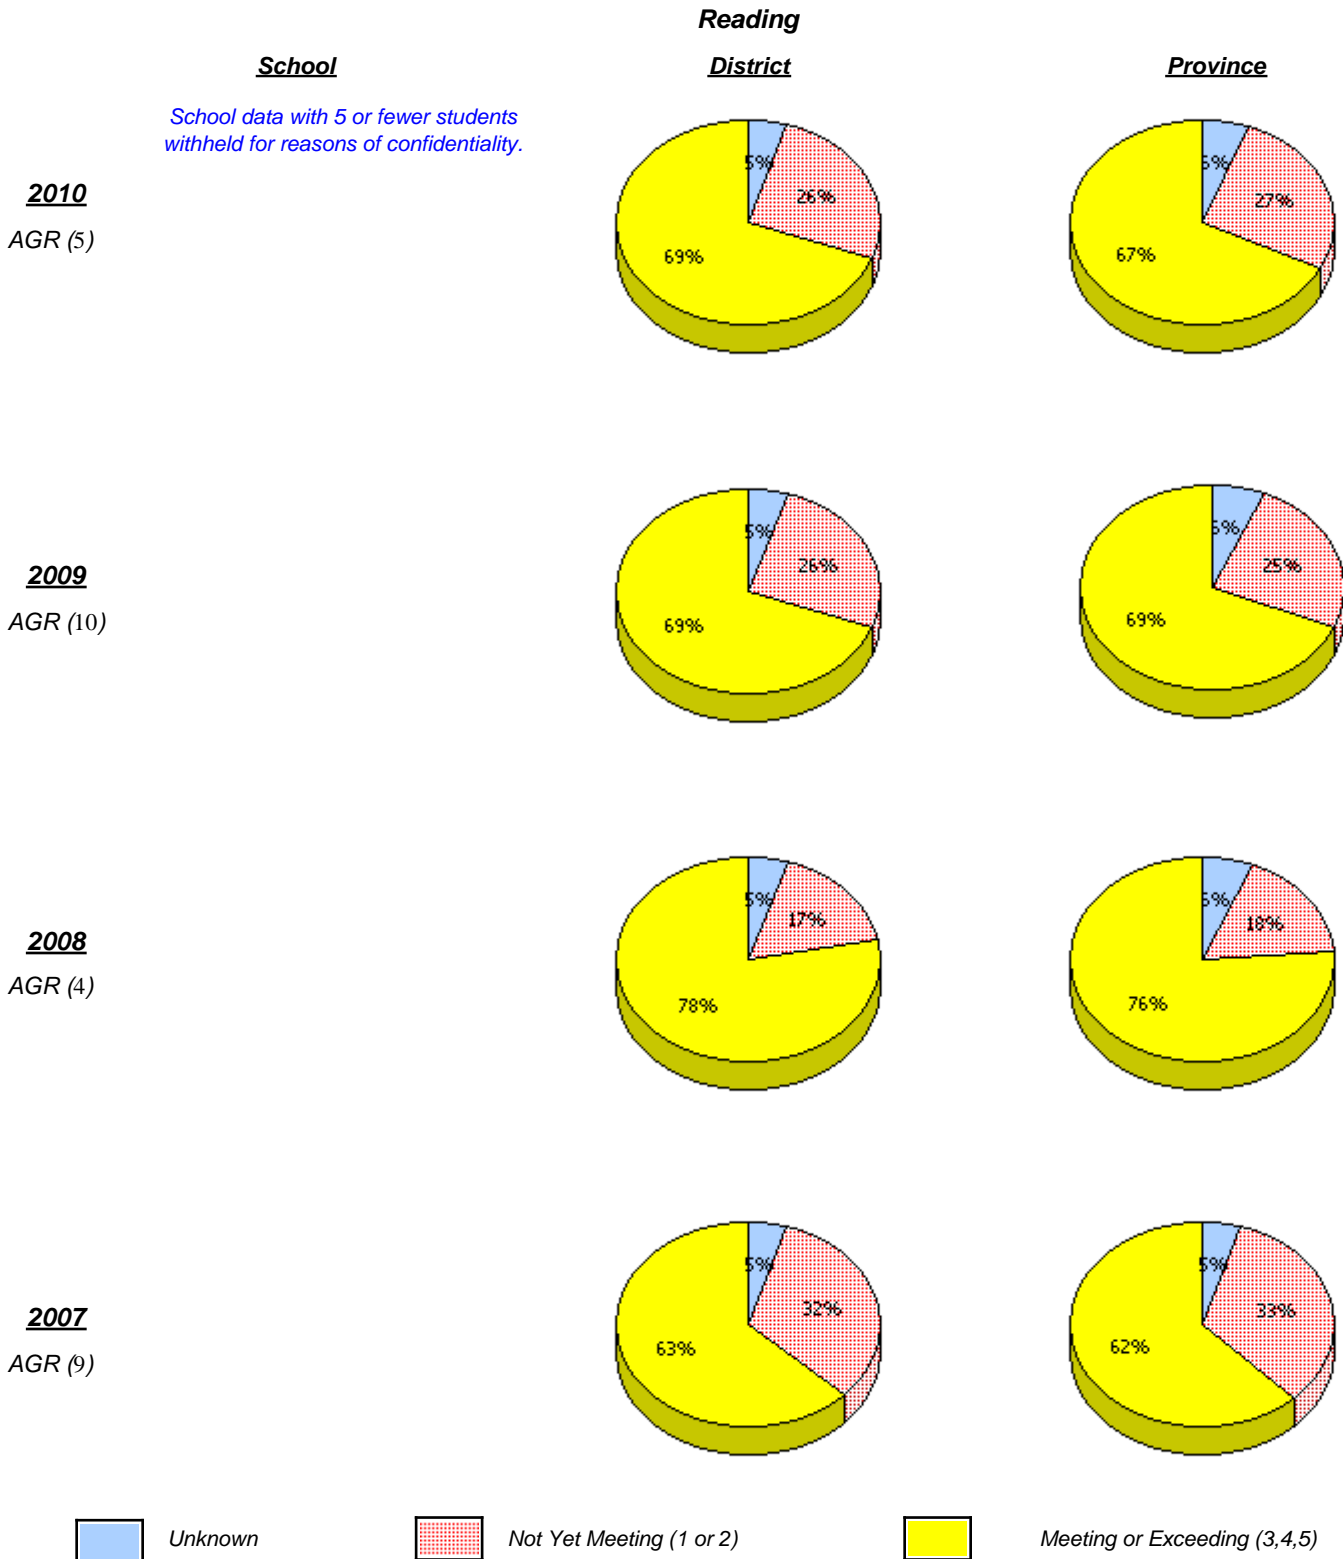 Reading
School District Province
School data with 5 or fewer students
withheld for reasons of confidentiality.
2010
AGR (5)
5% 26% 69%
6% 27% 67%
2009
AGR (10)
5% 26% 69%
6% 25% 69%
2008
AGR (4)
5% 17% 78%
6% 18% 76%
2007
AGR (9)
5% 32% 63%
5% 33% 62%
Unknown Not Yet Meeting (1 or 2) Meeting or Exceeding (3,4,5)